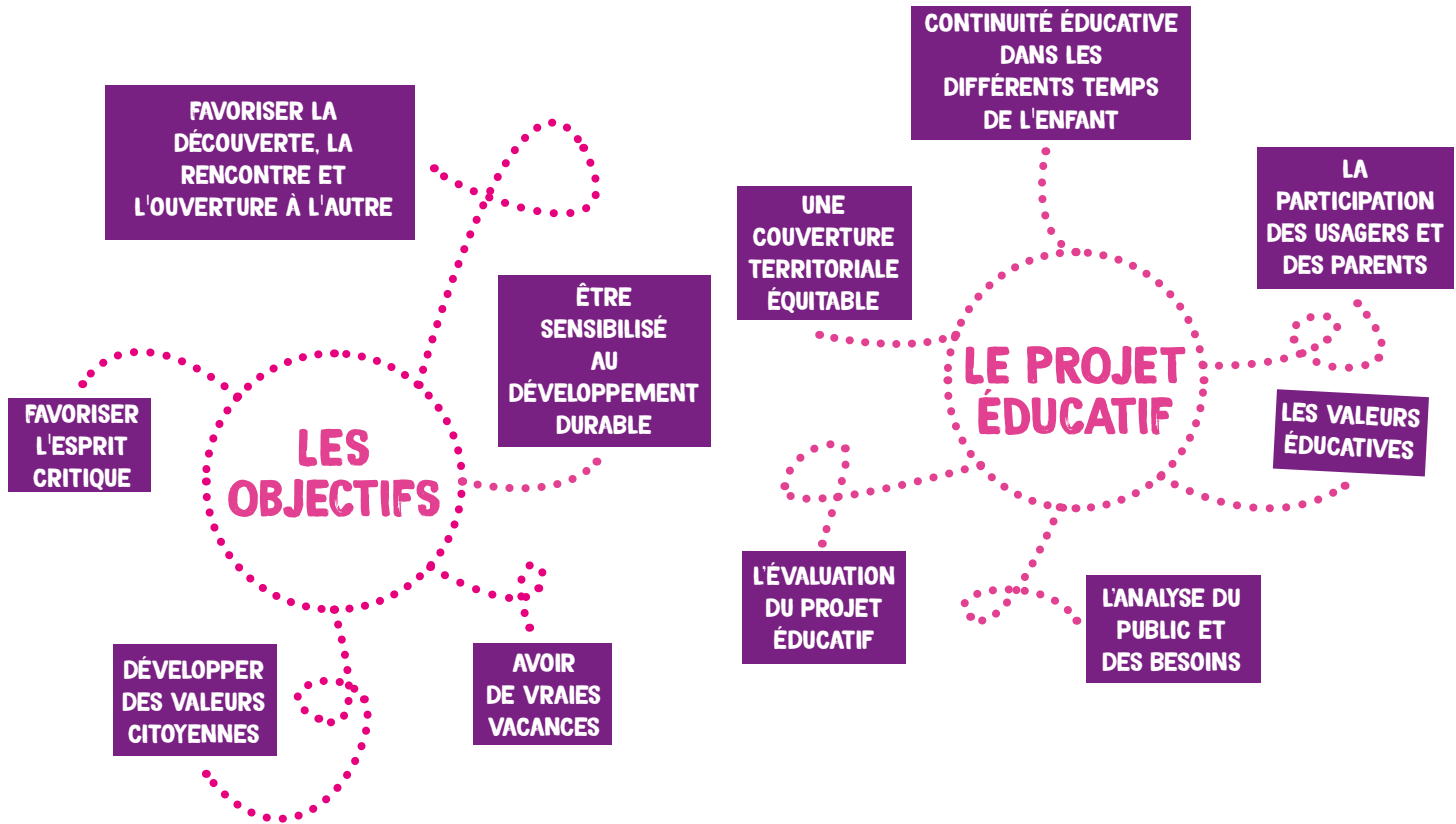 FAVORISER LA
DÉCOUVERTE, LA
RENCONTRE ET
L'OUVERTURE À L'AUTRE
ÊTRE
SENSIBILISÉ
AU
DÉVELOPPEMENT
DURABLE
FAVORISER
L'ESPRIT
CRITIQUE
LES
OBJECTIFS
DÉVELOPPER
DES VALEURS
CITOYENNES
AVOIR
DE VRAIES
VACANCES
CONTINUITÉ ÉDUCATIVE
DANS LES
DIFFÉRENTS TEMPS
DE L'ENFANT
LA
PARTICIPATION
DES USAGERS ET
DES PARENTS
UNE
COUVERTURE
TERRITORIALE
ÉQUITABLE
LE PROJET
ÉDUCATIF
LES VALEURS
ÉDUCATIVES
L'ÉVALUATION
DU PROJET
ÉDUCATIF
L'ANALYSE DU
PUBLIC ET
DES BESOINS